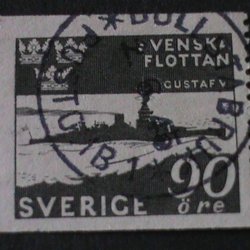 SVENSKA
FLOTTAN
GUSTAF V
90
SVERIGE öre